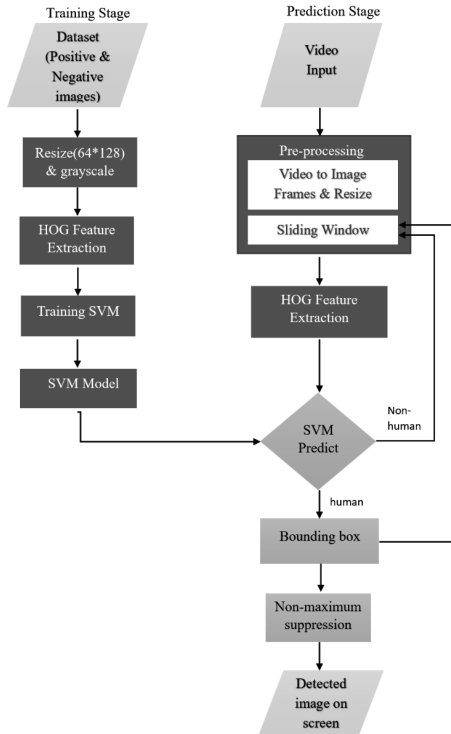 Training Stage
Dataset
(Positive &
Negative
images)
Resize(64*128)
& grayscale
HOG Feature
Extraction
Training SVM
SVM Model
Prediction Stage
Video
Input
Pre-processing
Video to Image
Frames & Resize
Sliding Window
HOG Feature
Extraction
SVM
Predict
Non-
human
human
Bounding box
Non-maximum
suppression
Detected
image on
screen